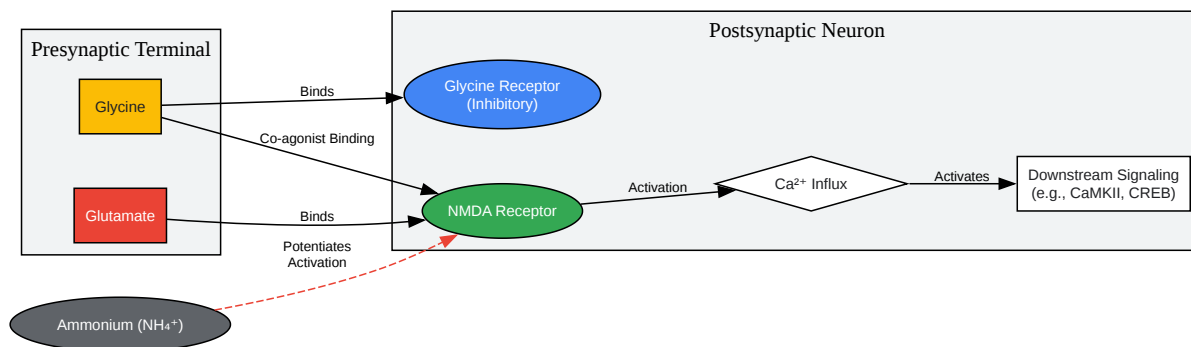 Presynaptic Terminal
Postsynaptic Neuron
Glycine
Binds
Glycine Receptor
(Inhibitory)
Co-agonist Binding
Glutamate
Binds
NMDA Receptor
Activation
Ca²⁺ Influx
Activates
Downstream Signaling
(e.g., CaMKII, CREB)
Potentiates
Activation
Ammonium (NH₄⁺)